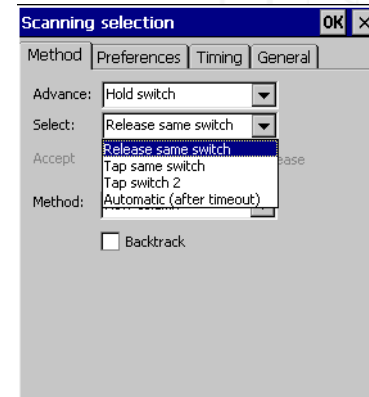 Scanning selection OK
Method Preferences Timing General
Advance: Hold switch
Select: Release same switch
Release same switch
Accept
Tap same switch
Tap switch 2
Method: Automatic (after timeout)
Backtrack